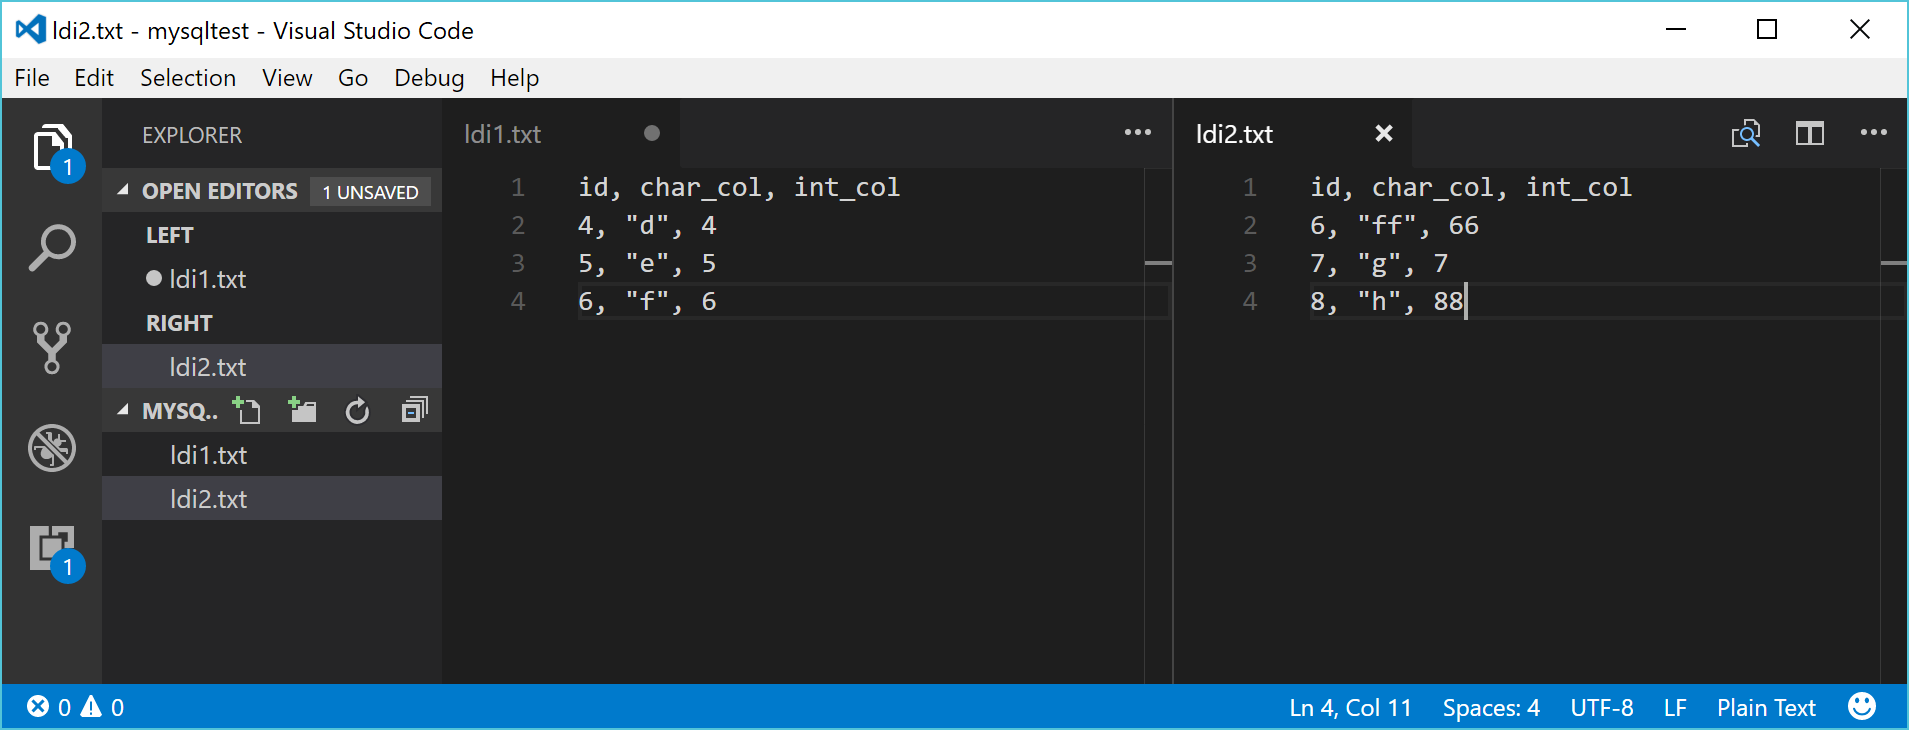 ldi2.txt - mysqltest - Visual Studio Code
File Edit Selection View Go Debug Help
1
1
EXPLORER
OPEN EDITORS 1 UNSAVED
LEFT
ldi1.txt
RIGHT
ldi2.txt
MYSQ..
ldi1.txt
ldi2.txt
ldi1.txt
1 id, char_col, int_col
2 4, "d", 4
3 5, "e", 5
4 6, "f", 6
ldi2.txt
1 id, char_col, int_col
2 6, "ff", 66
3 7, "g", 7
4 8, "h", 88
0 0 Ln 4, Col 11 Spaces: 4 UTF-8 LF Plain Text